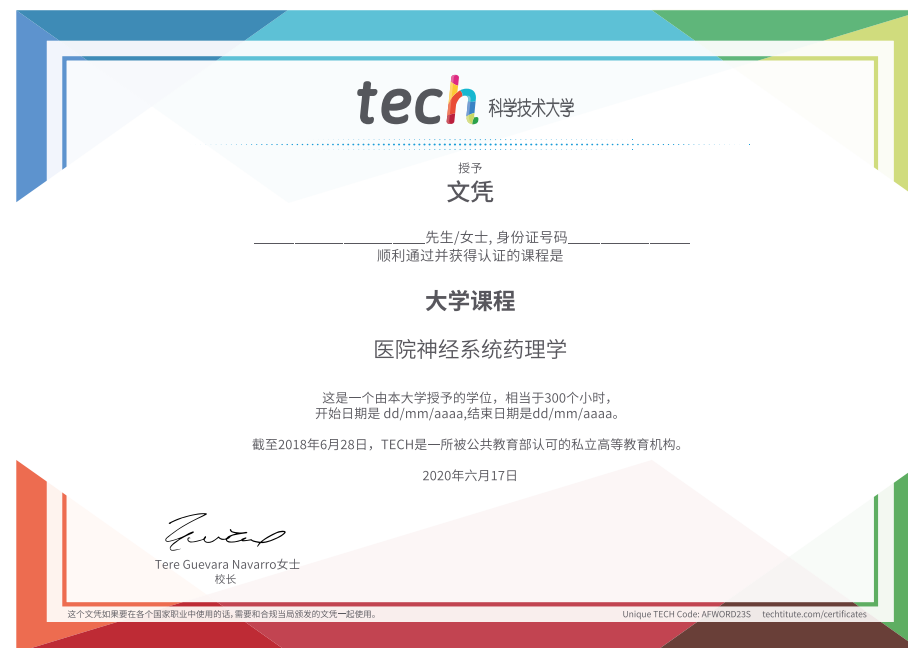 tech 科学技术大学
授予
文凭
______________________先生/女士, 身份证号码_______________
顺利通过并获得认证的课程是
大学课程
医院神经系统药理学
这是一个由本大学授予的学位，相当于300个小时，
开始日期是 dd/mm/aaaa,结束日期是dd/mm/aaaa。
截至2018年6月28日，TECH是一所被公共教育部认可的私立高等教育机构。
2020年六月17日
Tere Guevara Navarro女士
校长
这个文凭如果要在各个国家职业中使用的话,需要和合规当局颁发的文凭一起使用。
Unique TECH Code: AFWORD23S techtitute.com/certificates